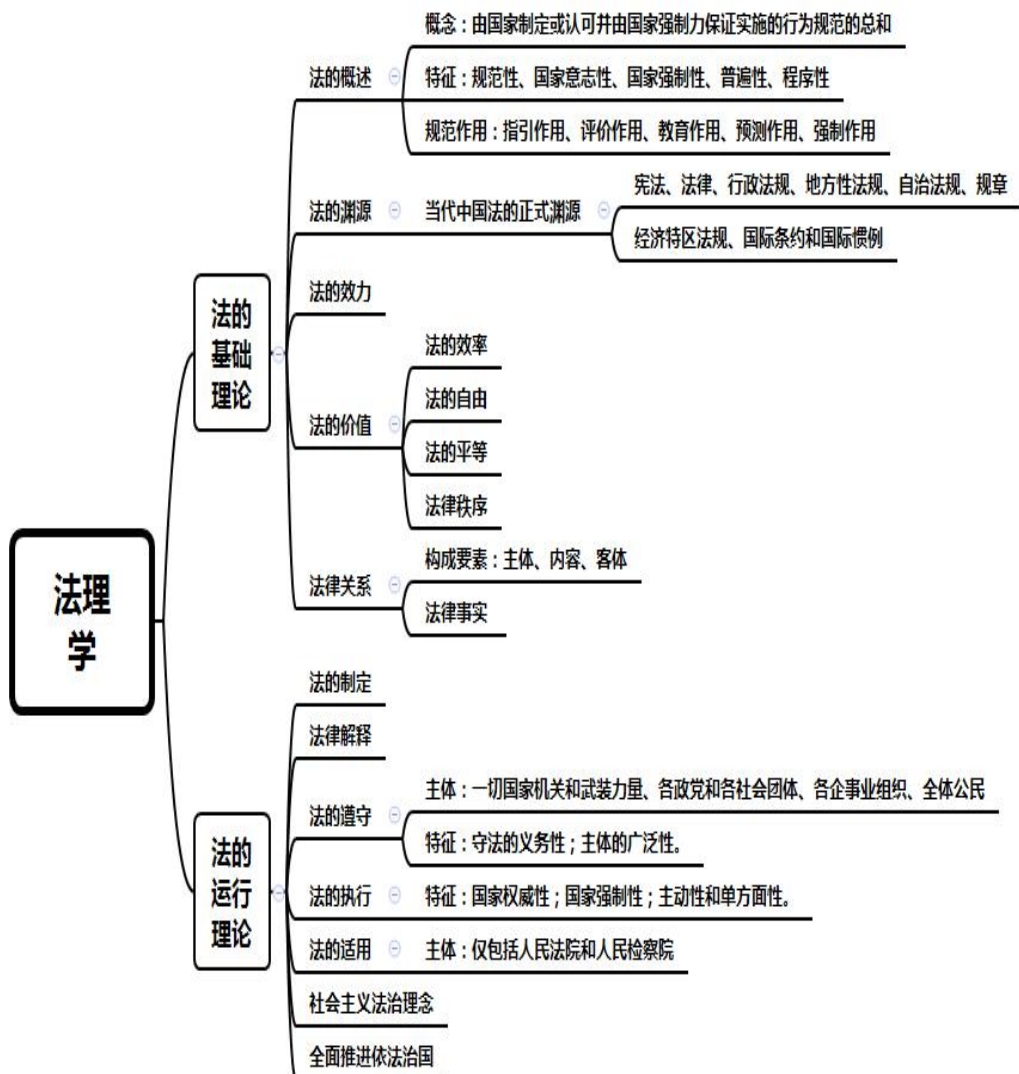 法理
学
法的
基础
理论
法的概述
概念：由国家制定或认可并由国家强制力保证实施的行为规范的总和
特征：规范性、国家意志性、国家强制性、普遍性、程序性
规范作用：指引作用、评价作用、教育作用、预测作用、强制作用
法的渊源
当代中国法的正式渊源
宪法、法律、行政法规、地方性法规、自治法规、规章
经济特区法规、国际条约和国际惯例
法的效力
法的价值
法的效率
法的自由
法的平等
法律秩序
法律关系
构成要素：主体、内容、客体
法律事实
法的
运行
理论
法的制定
法律解释
法的遵守
主体：一切国家机关和武装力量、各政党和各社会团体、各企事业组织、全体公民
特征：守法的义务性；主体的广泛性。
法的执行
特征：国家权威性；国家强制性；主动性和单方面性。
法的适用
主体：仅包括人民法院和人民检察院
社会主义法治理念
全面推进依法治国